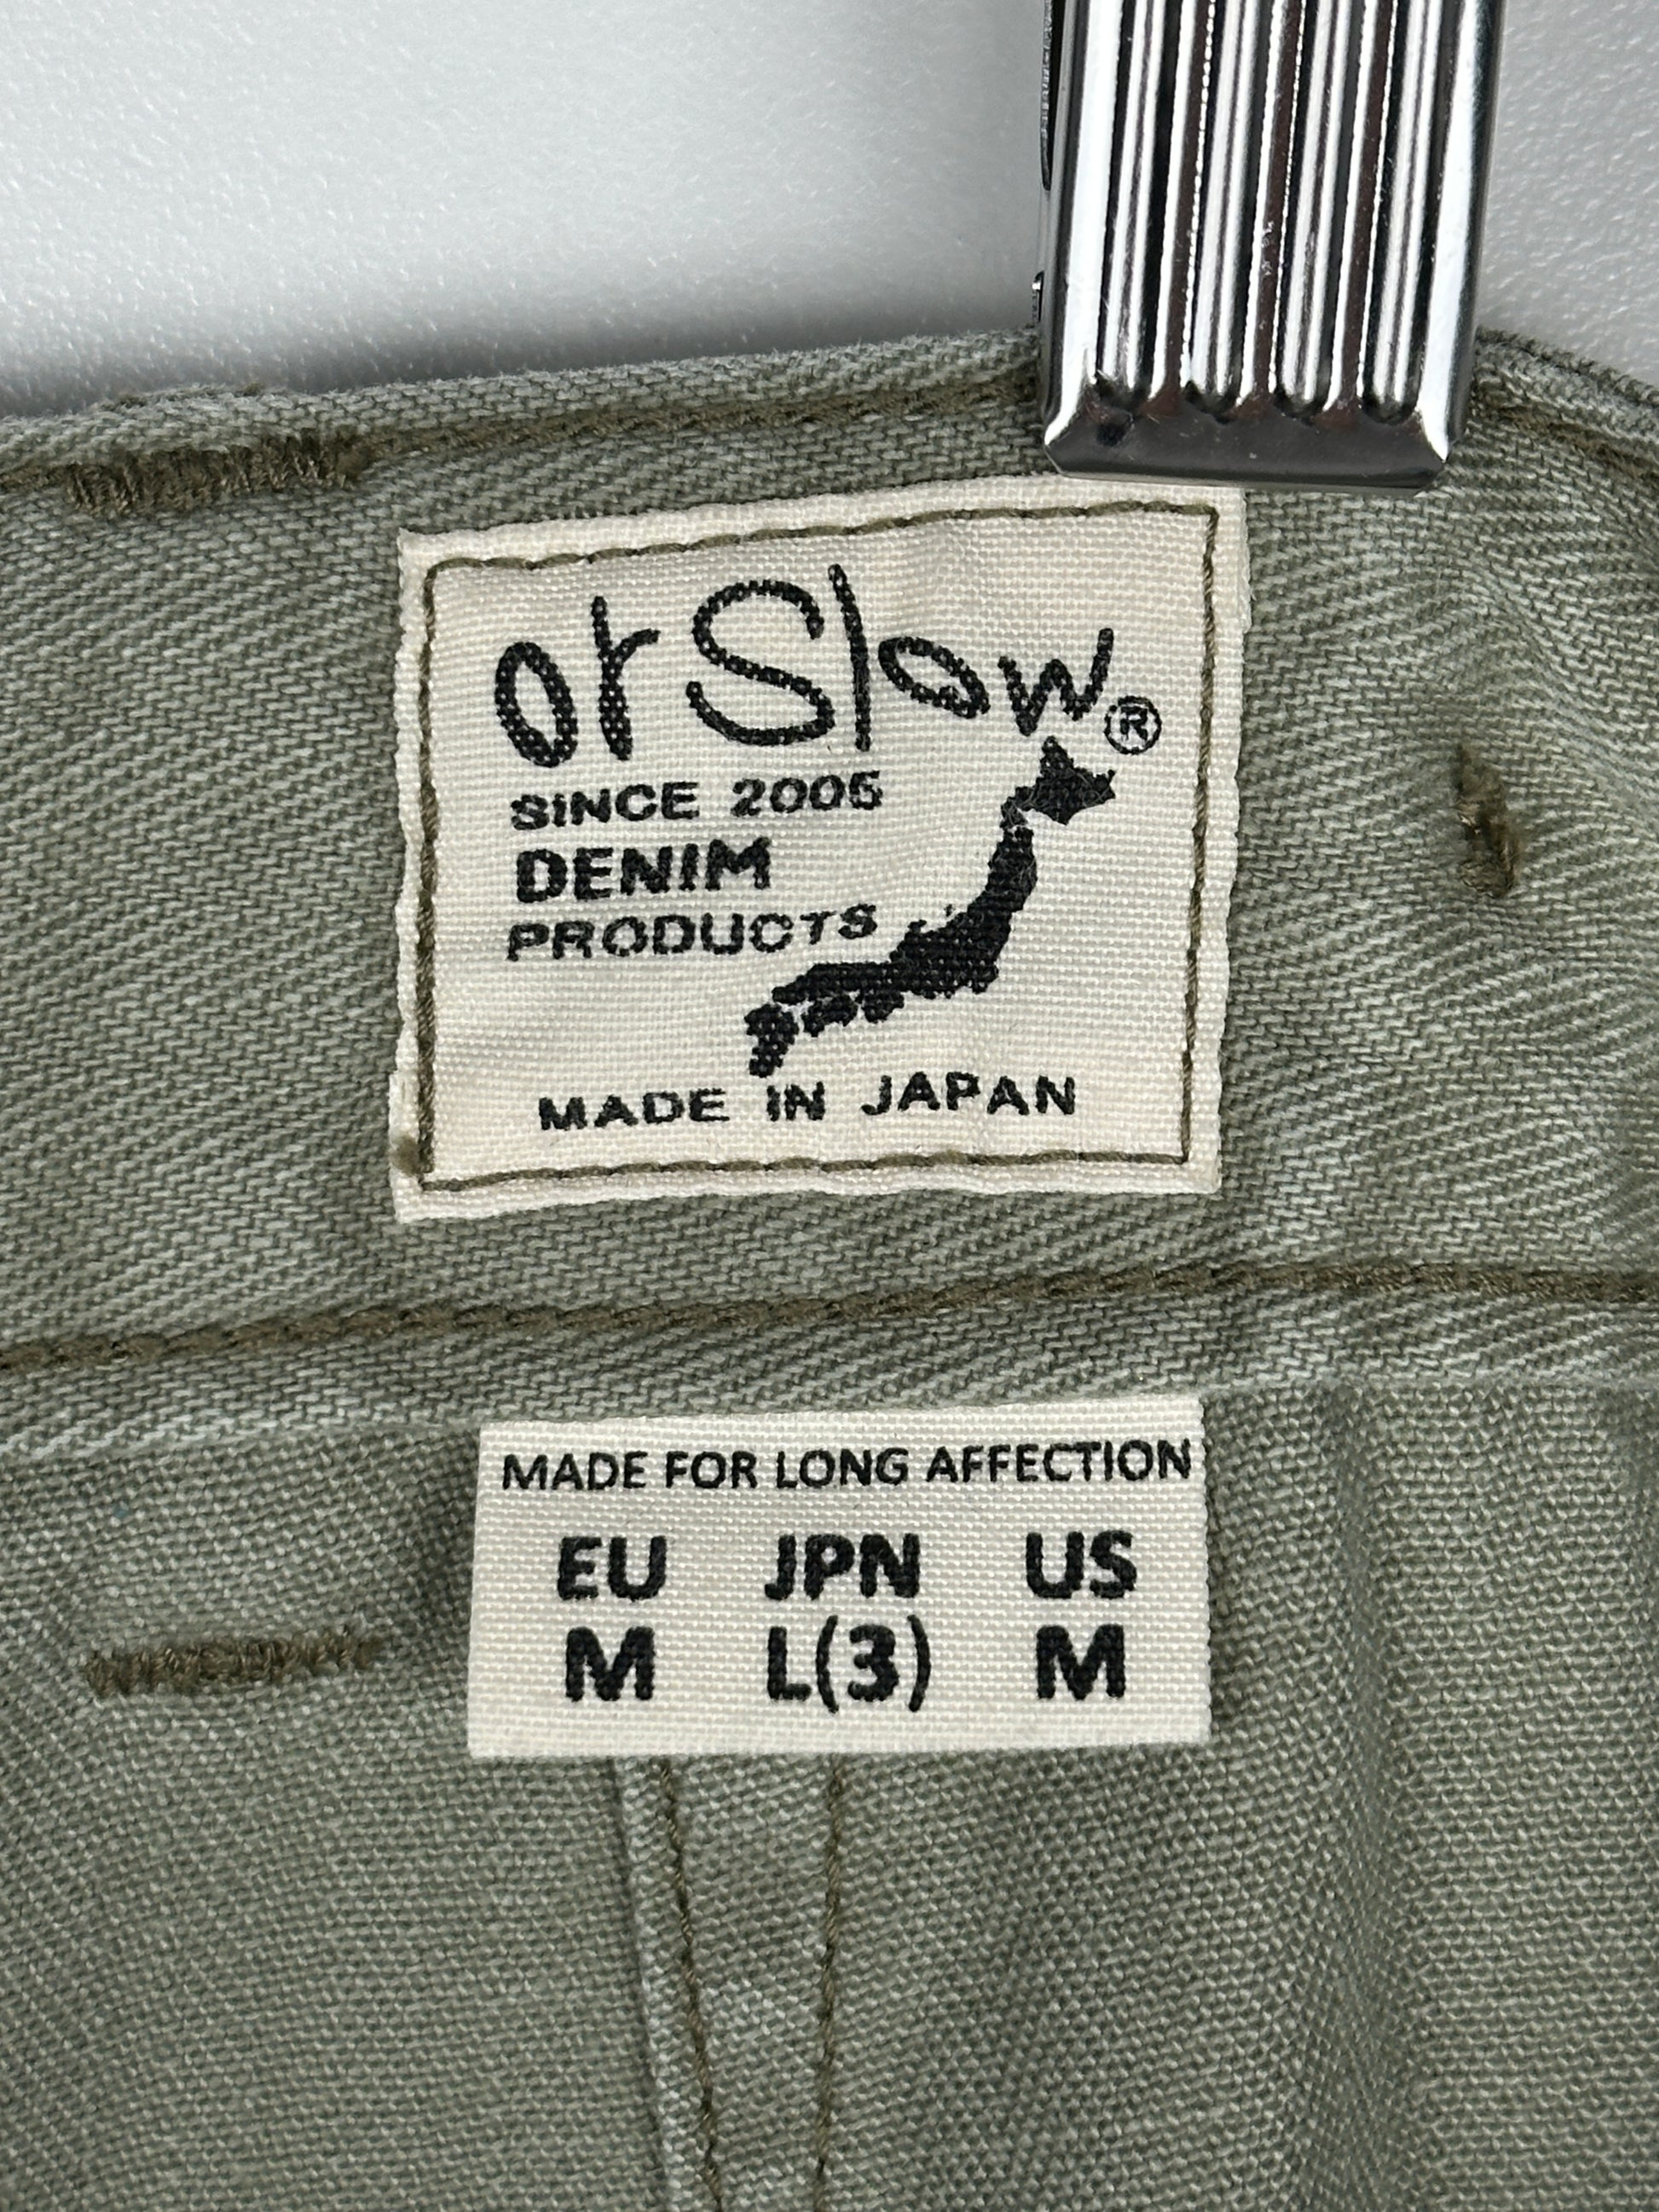 orSlow®
SINCE 2005
DENIM
PRODUCTS
MADE IN JAPAN
MADE FOR LONG AFFECTION
EU JPN US
M L(3) M